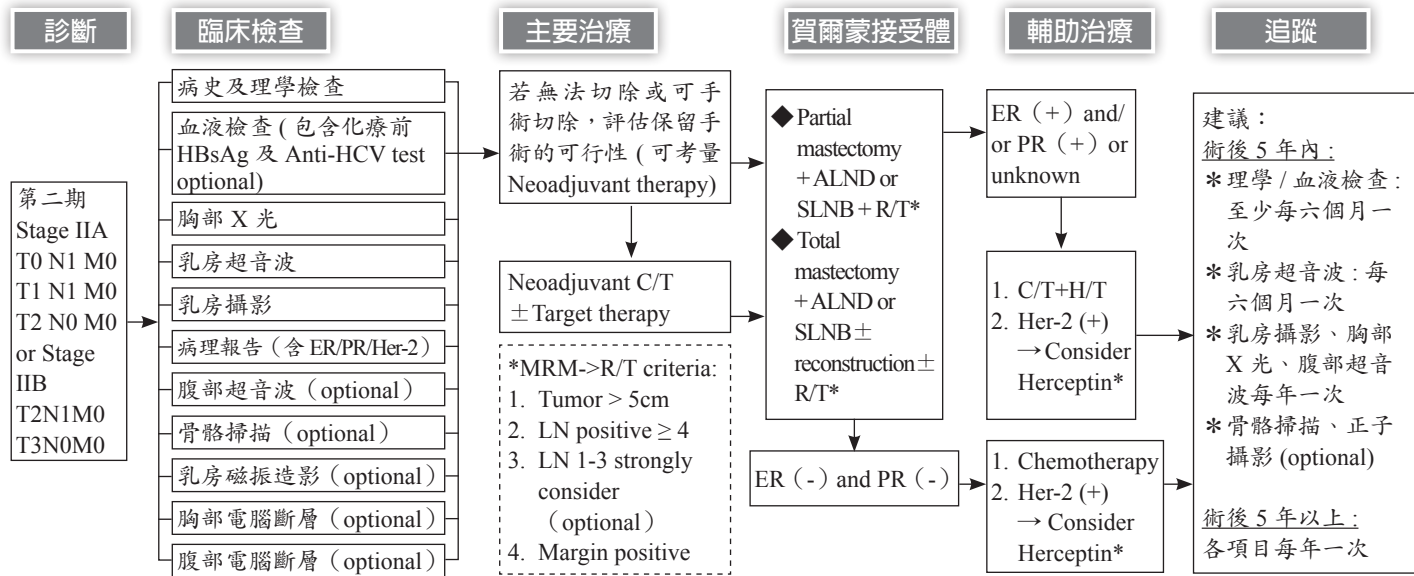 診斷
臨床檢查
主要治療
賀爾蒙接受體
輔助治療
追蹤
第二期
Stage IIA
T0 N1 M0
T1 N1 M0
T2 N0 M0
or Stage
IIB
T2N1M0
T3N0M0
病史及理學檢查
血液檢查 ( 包含化療前
HBsAg 及 Anti-HCV test
optional)
胸部 X 光
乳房超音波
乳房攝影
病理報告（含 ER/PR/Her-2）
腹部超音波（optional）
骨骼掃描（optional）
乳房磁振造影（optional）
胸部電腦斷層（optional）
腹部電腦斷層（optional）
若無法切除或可手
術切除，評估保留手
術的可行性 ( 可考量
Neoadjuvant therapy)
Neoadjuvant C/T
±Target therapy
*MRM->R/T criteria:
1. Tumor > 5cm
2. LN positive ≥ 4
3. LN 1-3 strongly
consider
（optional）
4. Margin positive
◆Partial
mastectomy
+ALND or
SLNB+R/T*
◆Total
mastectomy
+ALND or
SLNB±
reconstruction±
R/T*
ER（-）and PR（-）
ER（+）and/
or PR（+）or
unknown
1. C/T+H/T
2. Her-2 (+)
→Consider
Herceptin*
1. Chemotherapy
2. Her-2 (+)
→ Consider
Herceptin*
建議：
術後 5 年內 :
＊理學 / 血液檢查 :
至少每六個月一
次
＊乳房超音波 : 每
六個月一次
＊乳房攝影、胸部
X 光、腹部超音
波每年一次
＊骨骼掃描、正子
攝影 (optional)
術後 5 年以上 :
各項目每年一次